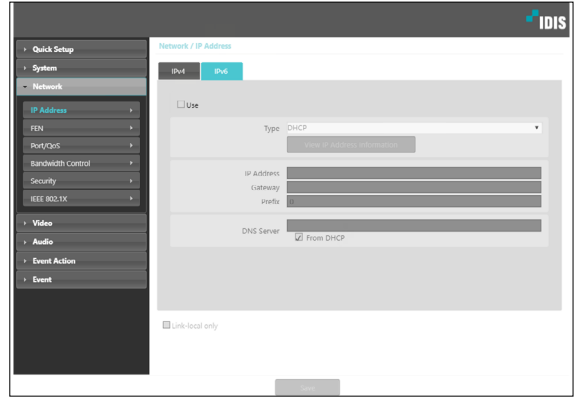 IDIS
Quick Setup
System
Network
IP Address
FEN
Port/QoS
Bandwidth Control
Security
IEEE 802.1X
Video
Audio
Event Action
Event
Network / IP Address
IPv4 IPv6
Use
Type DHCP
View IP Address Information
IP Address
Gateway
Prefix 0
DNS Server
From DHCP
Link-local only
Save